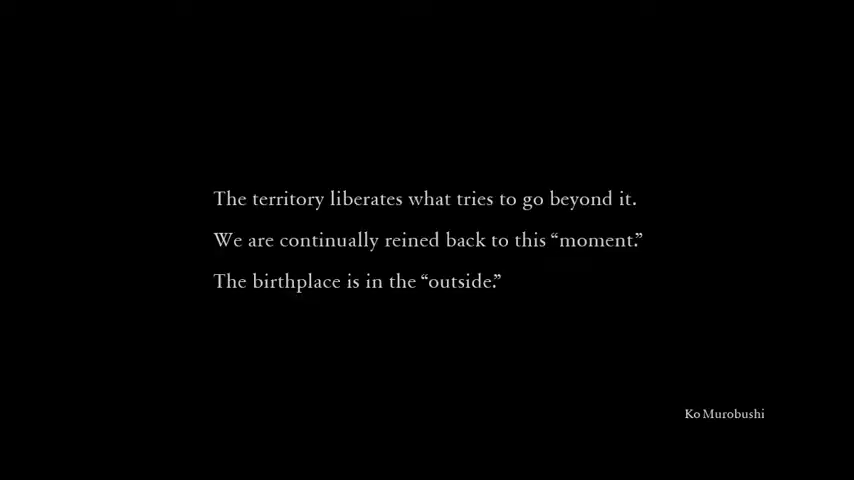 The territory liberates what tries to go beyond it.
We are continually reined back to this “moment.”
The birthplace is in the “outside.”
Ko Murobushi